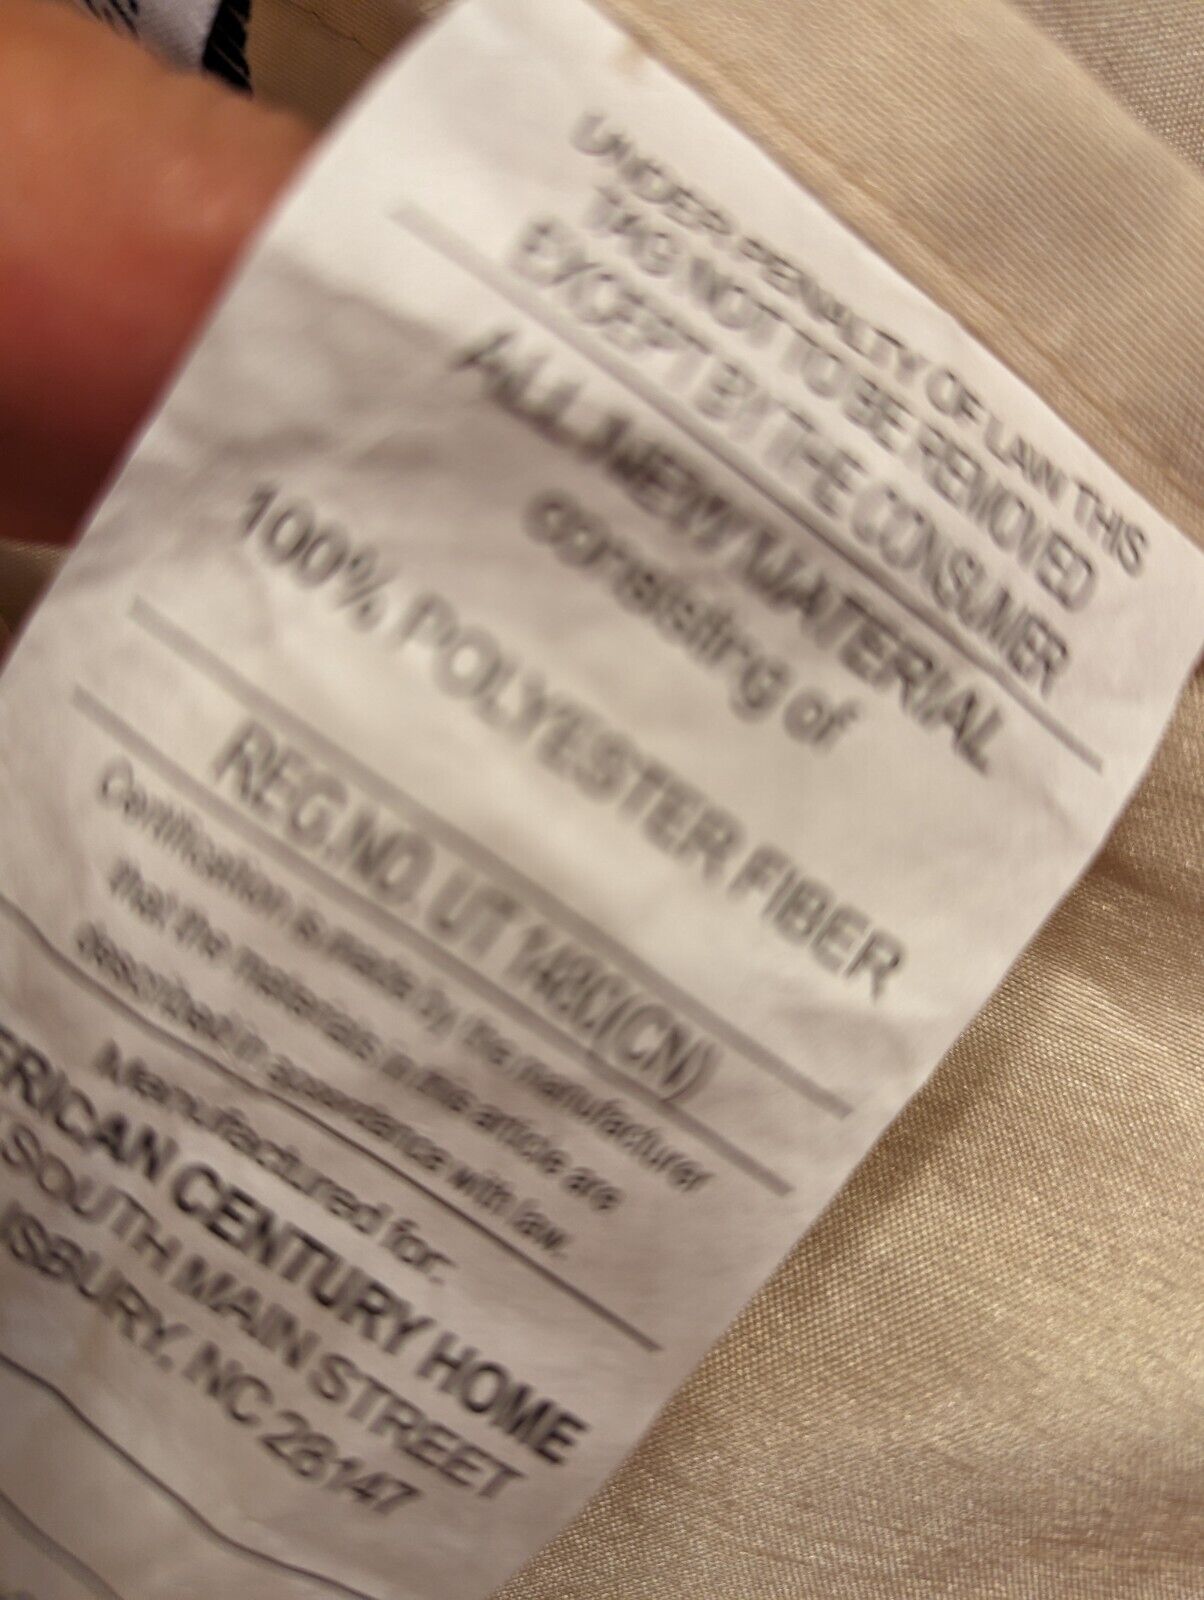 UNDER PENALTY OF LAW THIS
TAG NOT TO BE REMOVED
EXCEPT BY THE CONSUMER
ALL NEW MATERIAL
consisting of
100% POLYESTER FIBER
REG.NO. UT (CN)
Certification is made by the manufacturer
that the materials in this article are
described in accordance with law.
Manufactured for:
ERICAN CENTURY HOME
SOUTH MAIN STREET
ISBURY, NC 28147